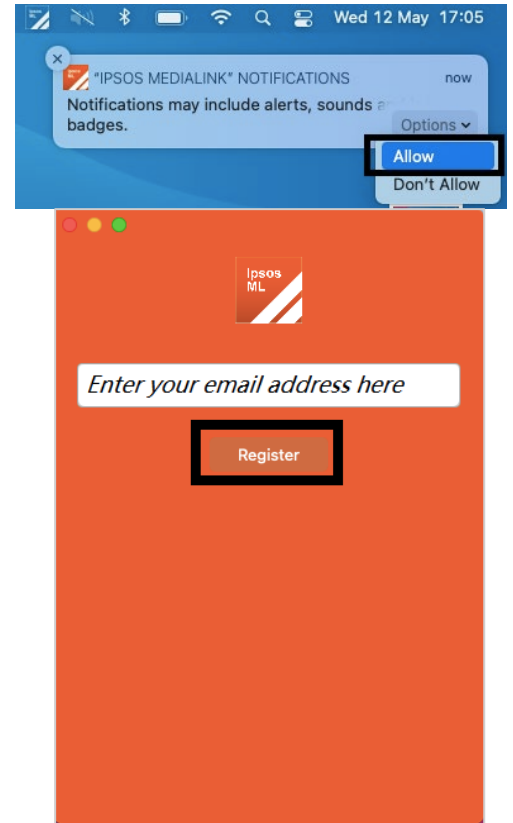 Wed 12 May 17:05
"IPSOS MEDIALINK" NOTIFICATIONS now
Notifications may include alerts, sounds
badges.
Options
Allow
Don't Allow
Ipsos
ML
Enter your email address here
Register